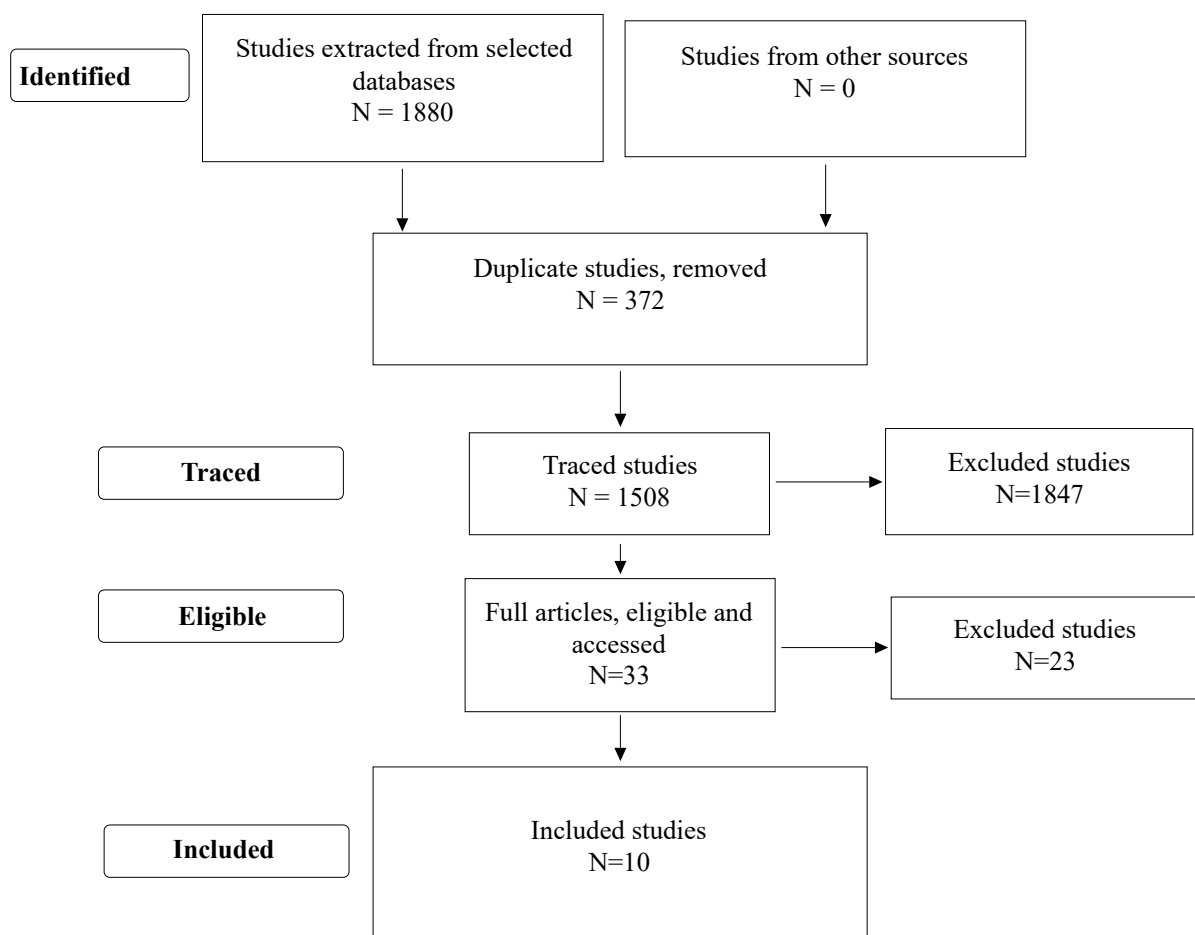 Identified
Studies extracted from selected
databases
N = 1880
Studies from other sources
N = 0
Duplicate studies, removed
N = 372
Traced
Traced studies
N = 1508
Excluded studies
N=1847
Eligible
Full articles, eligible and
accessed
N=33
Excluded studies
N=23
Included
Included studies
N=10